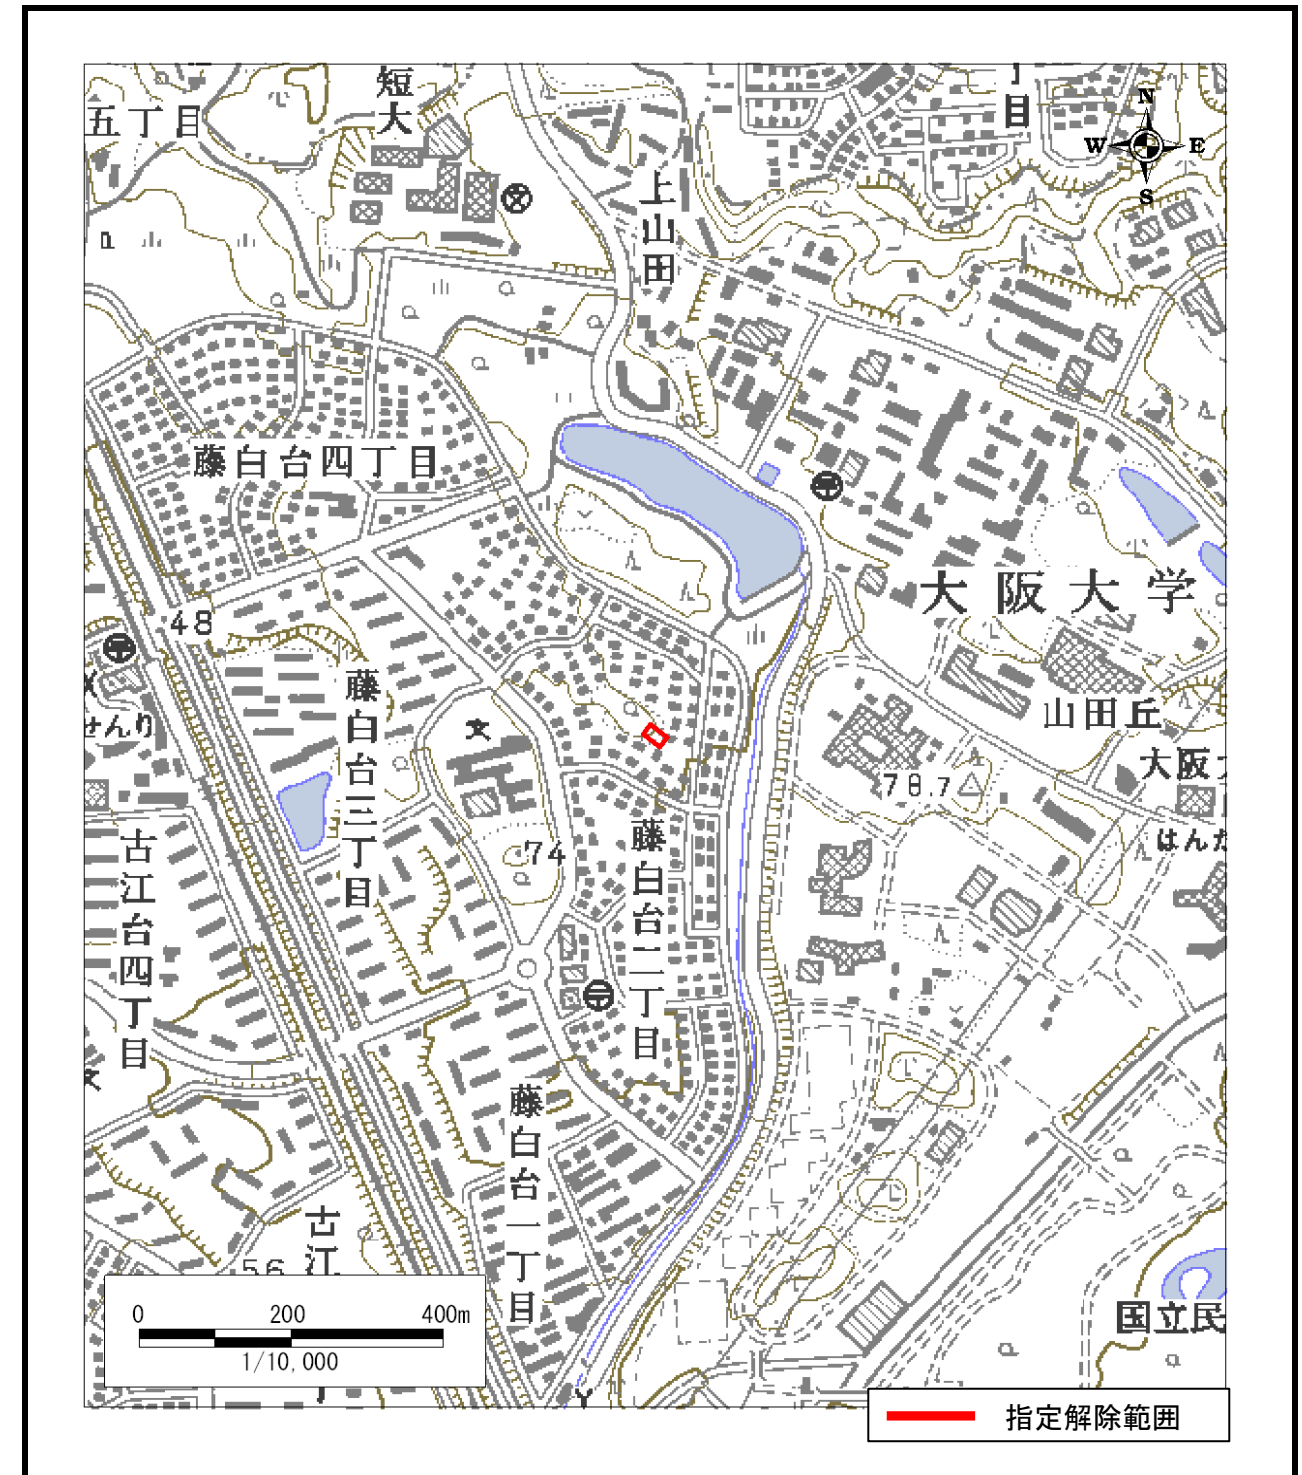 短大
五丁目
丁目
N
W
E
S
上山田
藤白台四丁目
大阪大学
48
せんり
藤白台三丁目
山田丘
大阪
78.7
はんた
古江台四丁目
74
藤白台二丁目
藤白台一丁目
古江
56
国立民
0 200 400m
1/10,000
指定解除範囲